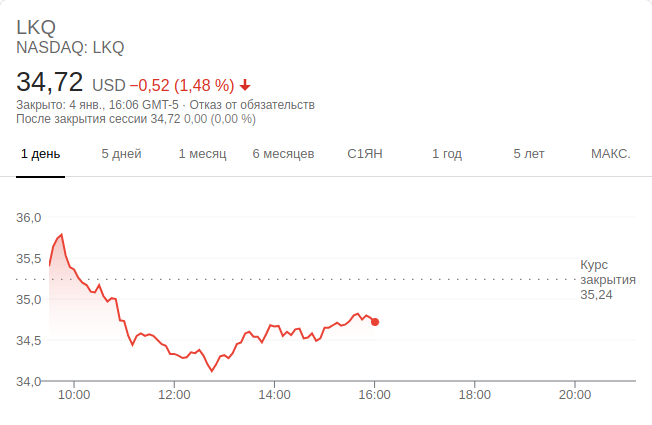 LKQ
NASDAQ: LKQ
34,72 USD −0,52 (1,48 %)
Закрыто: 4 янв., 16:06 GMT-5 · Отказ от обязательств
После закрытия сессии 34,72 0,00 (0,00 %)
1 день 5 дней 1 месяц 6 месяцев С1ЯН 1 год 5 лет МАКС.
36,0
35,5
Курс
закрытия
35,24
35,0
34,5
34,0
10:00 12:00 14:00 16:00 18:00 20:00